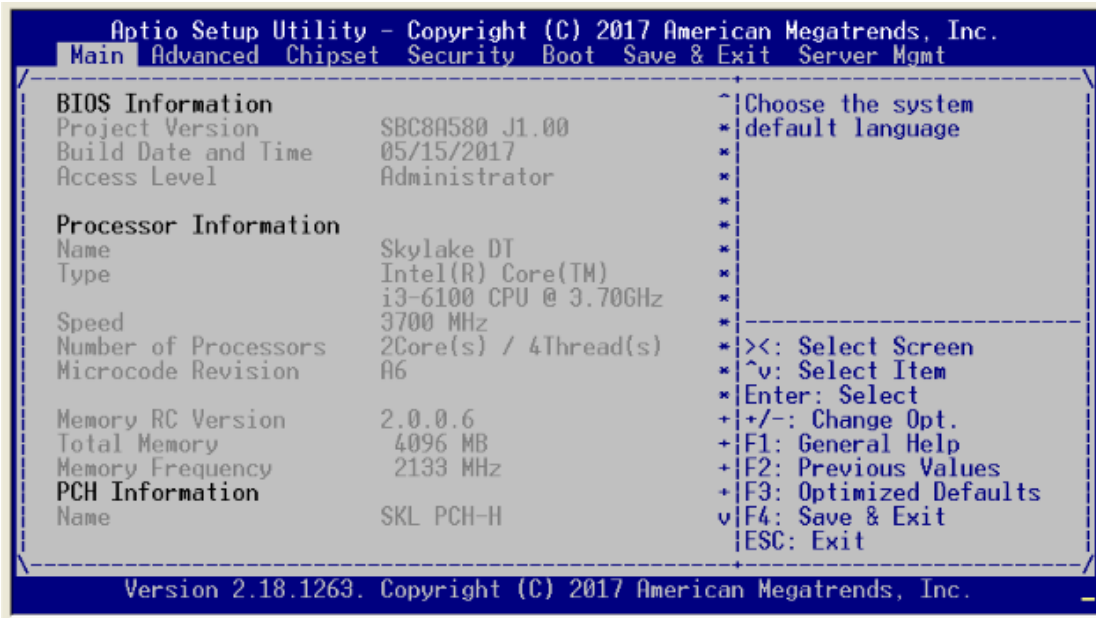 Aptio Setup Utility - Copyright (C) 2017 American Megatrends, Inc.
Main Advanced Chipset Security Boot Save & Exit Server Mgmt
BIOS Information
Project Version SBC8A580 J1.00
Build Date and Time 05/15/2017
Access Level Administrator
Processor Information
Name Skylake DT
Type Intel(R) Core(TM)
i3-6100 CPU @ 3.70GHz
Speed 3700 MHz
Number of Processors 2Core(s) / 4Thread(s)
Microcode Revision A6
Memory RC Version 2.0.0.6
Total Memory 4096 MB
Memory Frequency 2133 MHz
PCH Information
Name SKL PCH-H
Choose the system
default language
><: Select Screen
^v: Select Item
Enter: Select
+/-: Change Opt.
F1: General Help
F2: Previous Values
F3: Optimized Defaults
F4: Save & Exit
ESC: Exit
Version 2.18.1263. Copyright (C) 2017 American Megatrends, Inc.